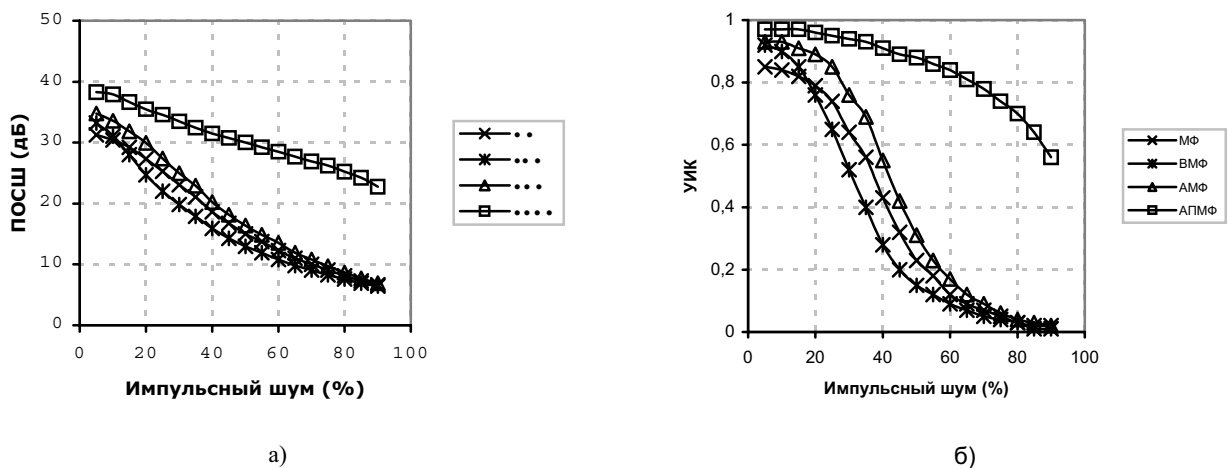 50
40
30
20
10
0
ПОСШ (дБ)
0 20 40 60 80 100
Импульсный шум (%)
а)
1
0,8
0,6
0,4
0,2
0
УИК
0 20 40 60 80 100
Импульсный шум (%)
МФ
ВМФ
АМФ
АПМФ
б)